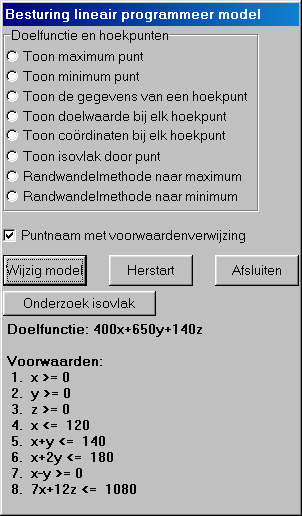 Besturing lineair programmeer model
Doelfunctie en hoekpunten
Toon maximum punt
Toon minimum punt
Toon de gegevens van een hoekpunt
Toon doelwaarde bij elk hoekpunt
Toon coördinaten bij elk hoekpunt
Toon isovlak door punt
Randwandelmethode naar maximum
Randwandelmethode naar minimum
Puntnaam met voorwaardenverwijzing
Wijzig model Herstart Afsluiten
Onderzoek isovlak
Doelfunctie: 400x+650y+140z
Voorwaarden:
1. x >= 0
2. y >= 0
3. z >= 0
4. x <= 120
5. x+y <= 140
6. x+2y <= 180
7. x-y >= 0
8. 7x+12z <= 1080